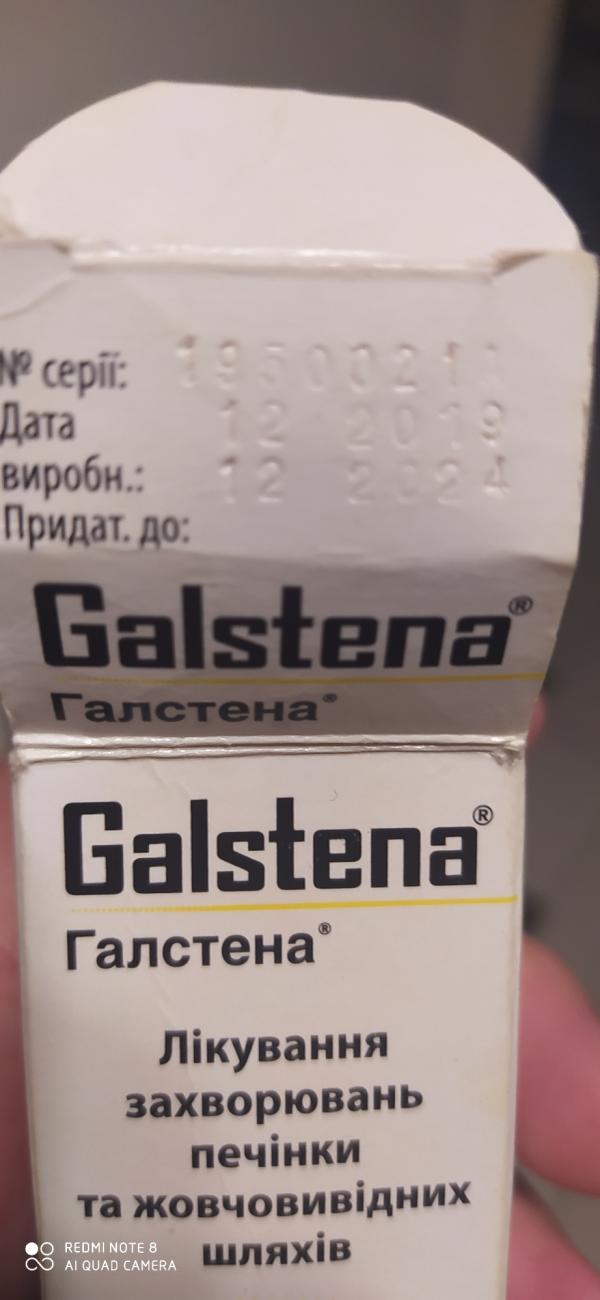 № серії: 19500211
Дата 12 2019
виробн.: 12 2024
Придат. до:
Galstena®
Галстена®
Galstena®
Галстена®
Лікування
захворювань
печінки
та жовчовивідних
шляхів
REDMI NOTE 8
AI QUAD CAMERA